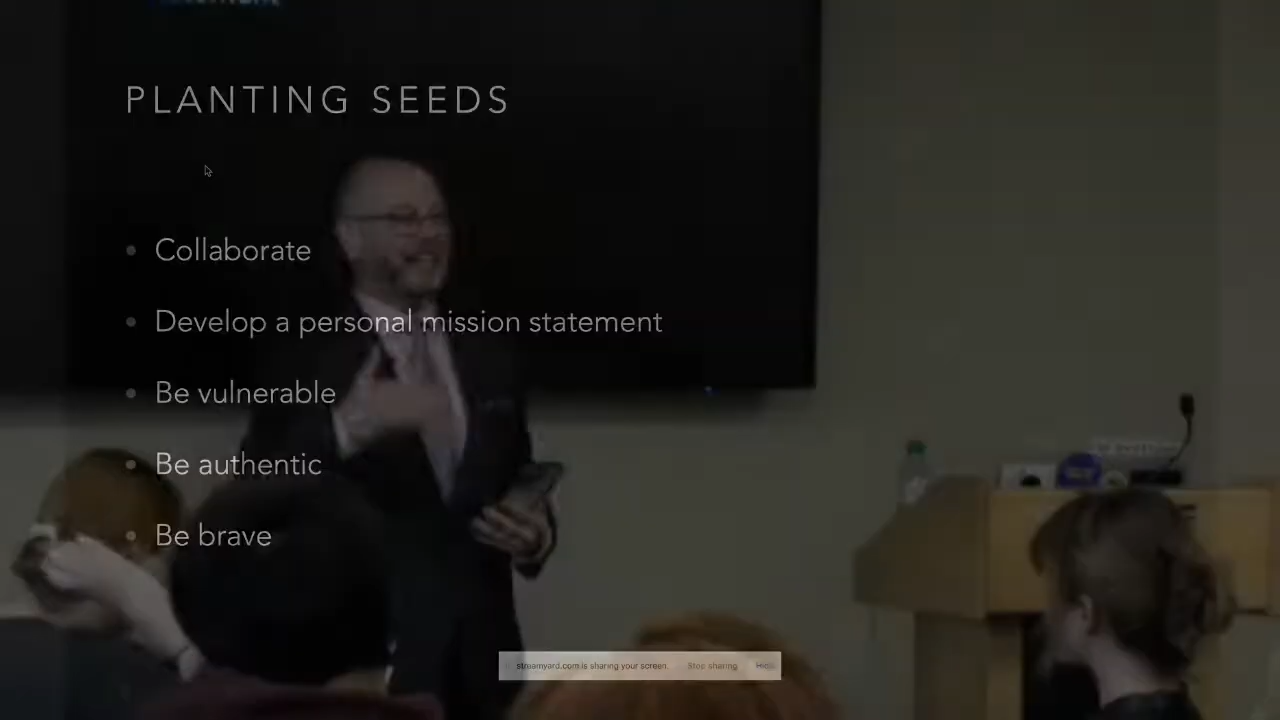 PLANTING SEEDS
• Collaborate
• Develop a personal mission statement
• Be vulnerable
• Be authentic
• Be brave
streamyard.com is sharing your screen. Stop sharing Hide